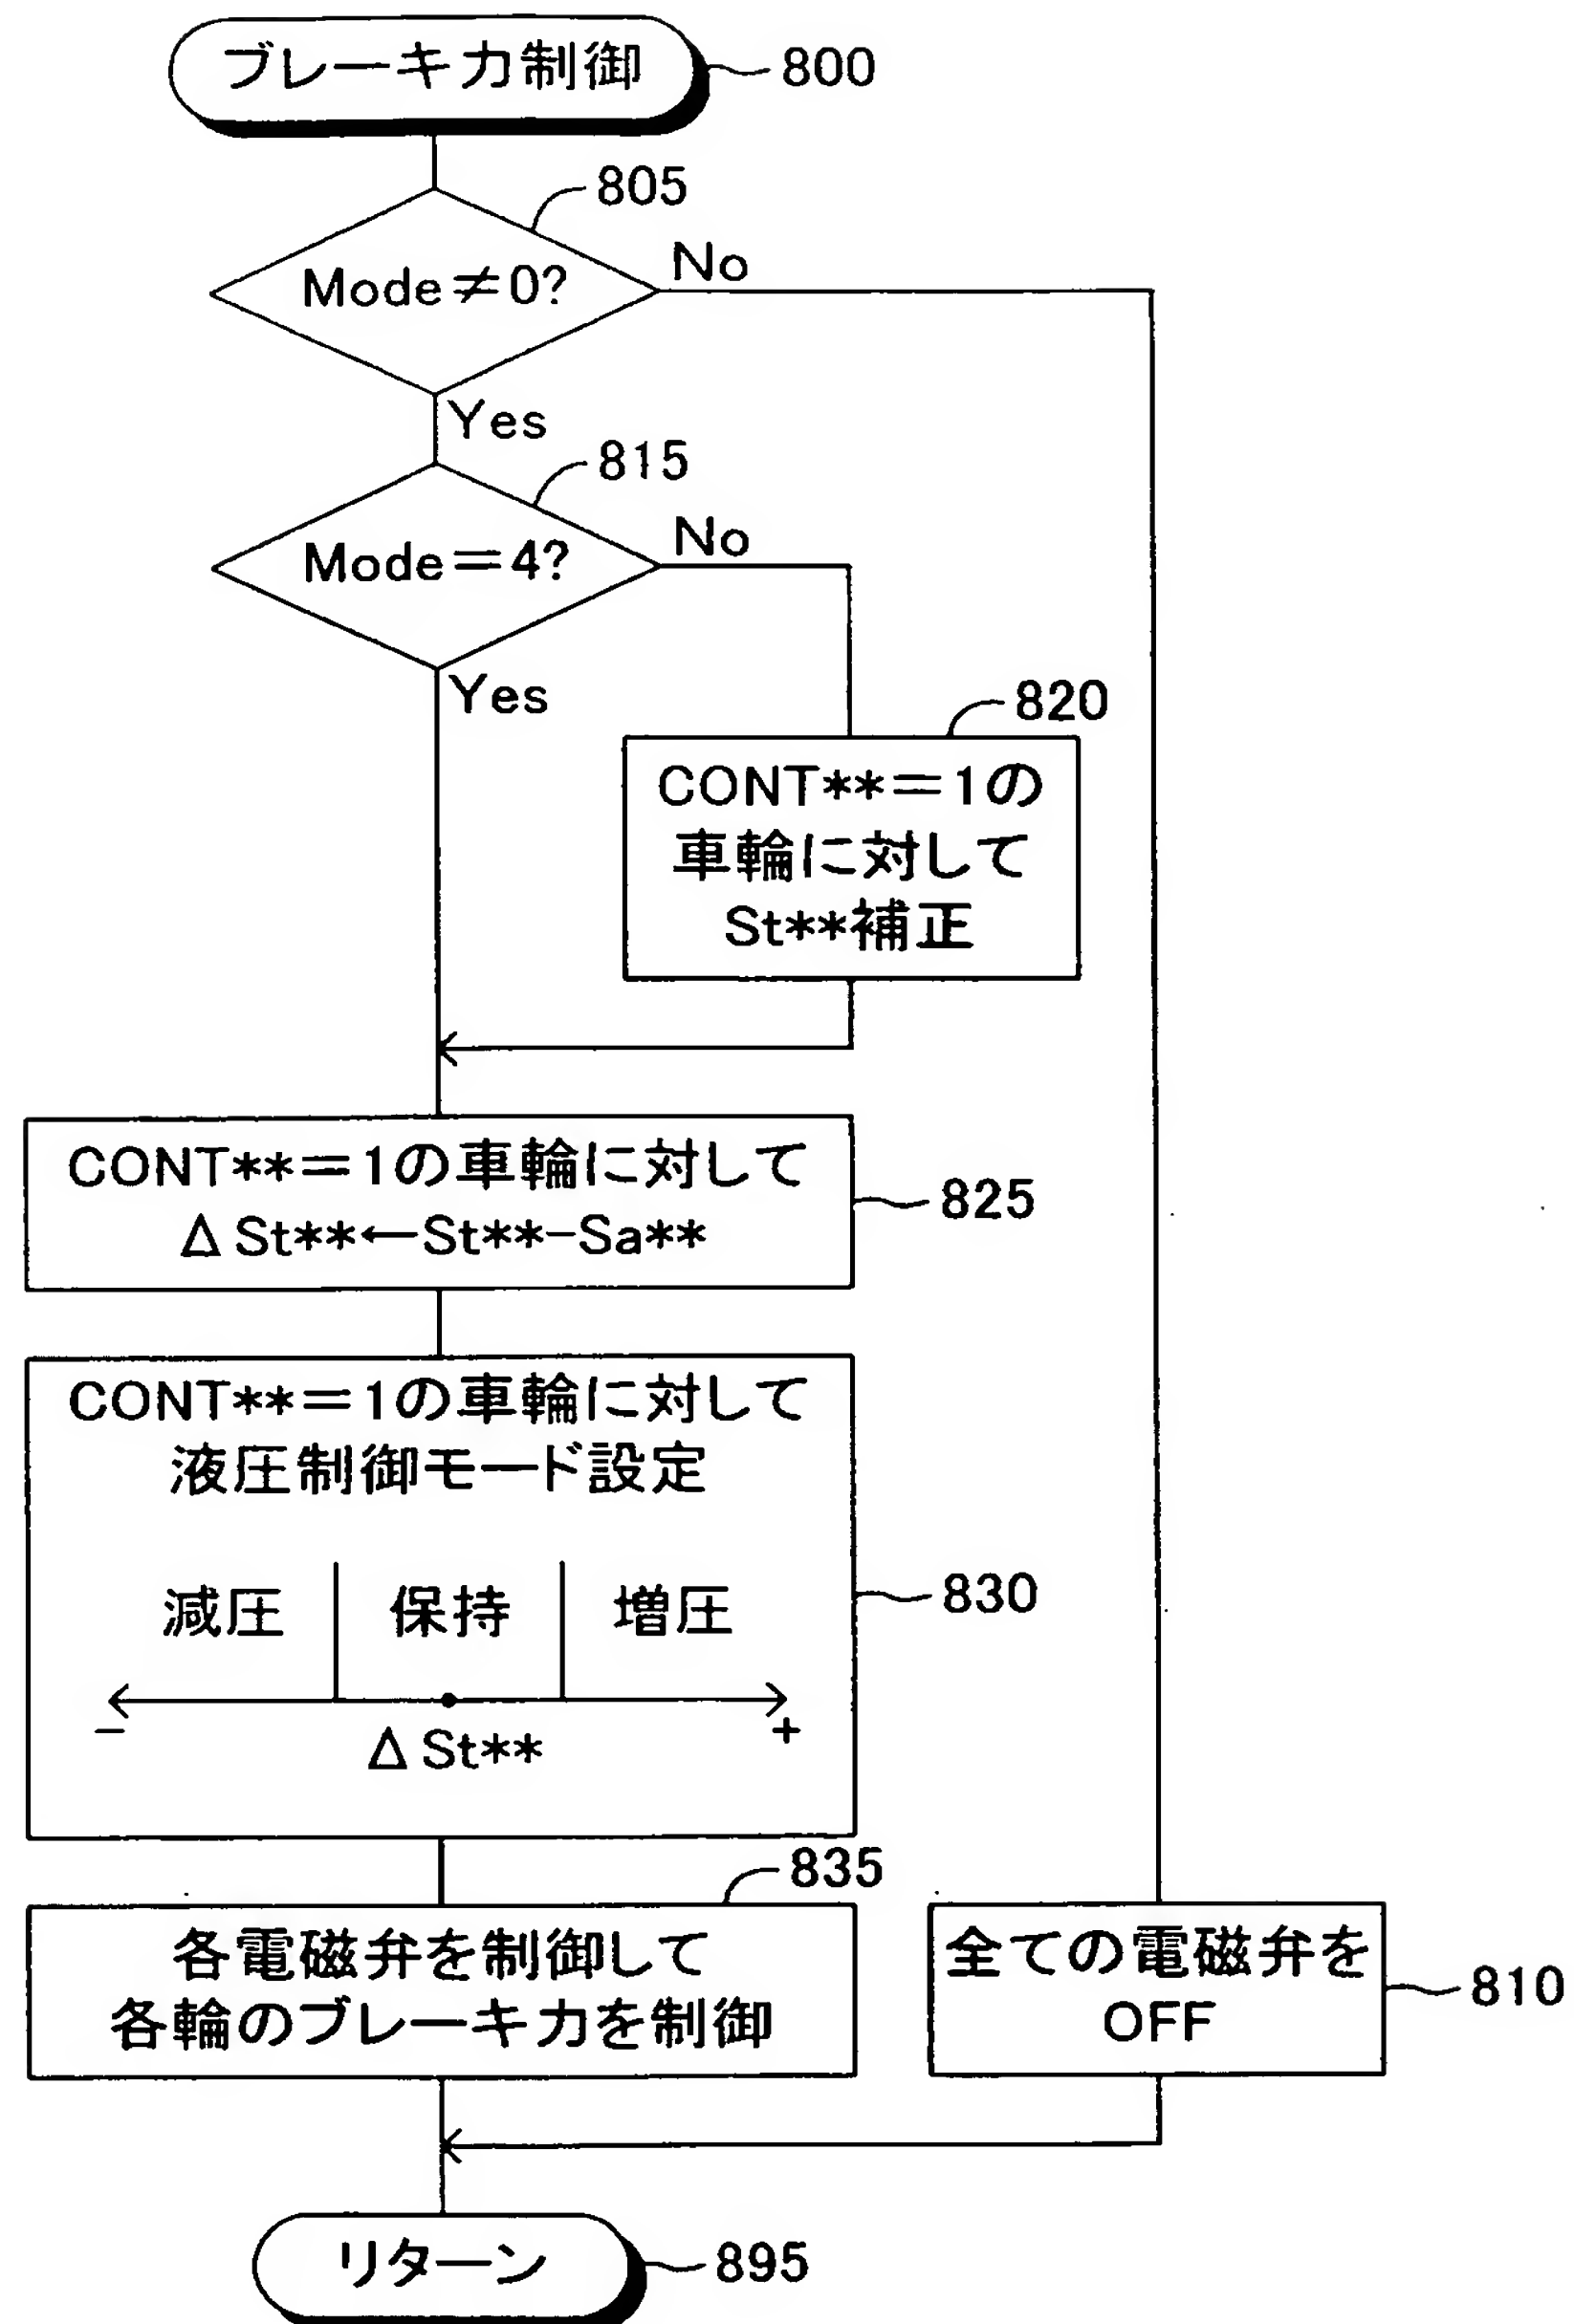 ブレーキ力制御
800
805
Mode≠0?
No
Yes
815
Mode=4?
No
Yes
820
CONT**=1の
車輪に対して
St**補正
CONT**=1の車輪に対して
ΔSt**←St**-Sa**
825
CONT**=1の車輪に対して
液圧制御モード設定
減圧
保持
増圧
-
+
ΔSt**
830
835
各電磁弁を制御して
各輪のブレーキ力を制御
全ての電磁弁を
OFF
810
リターン
895